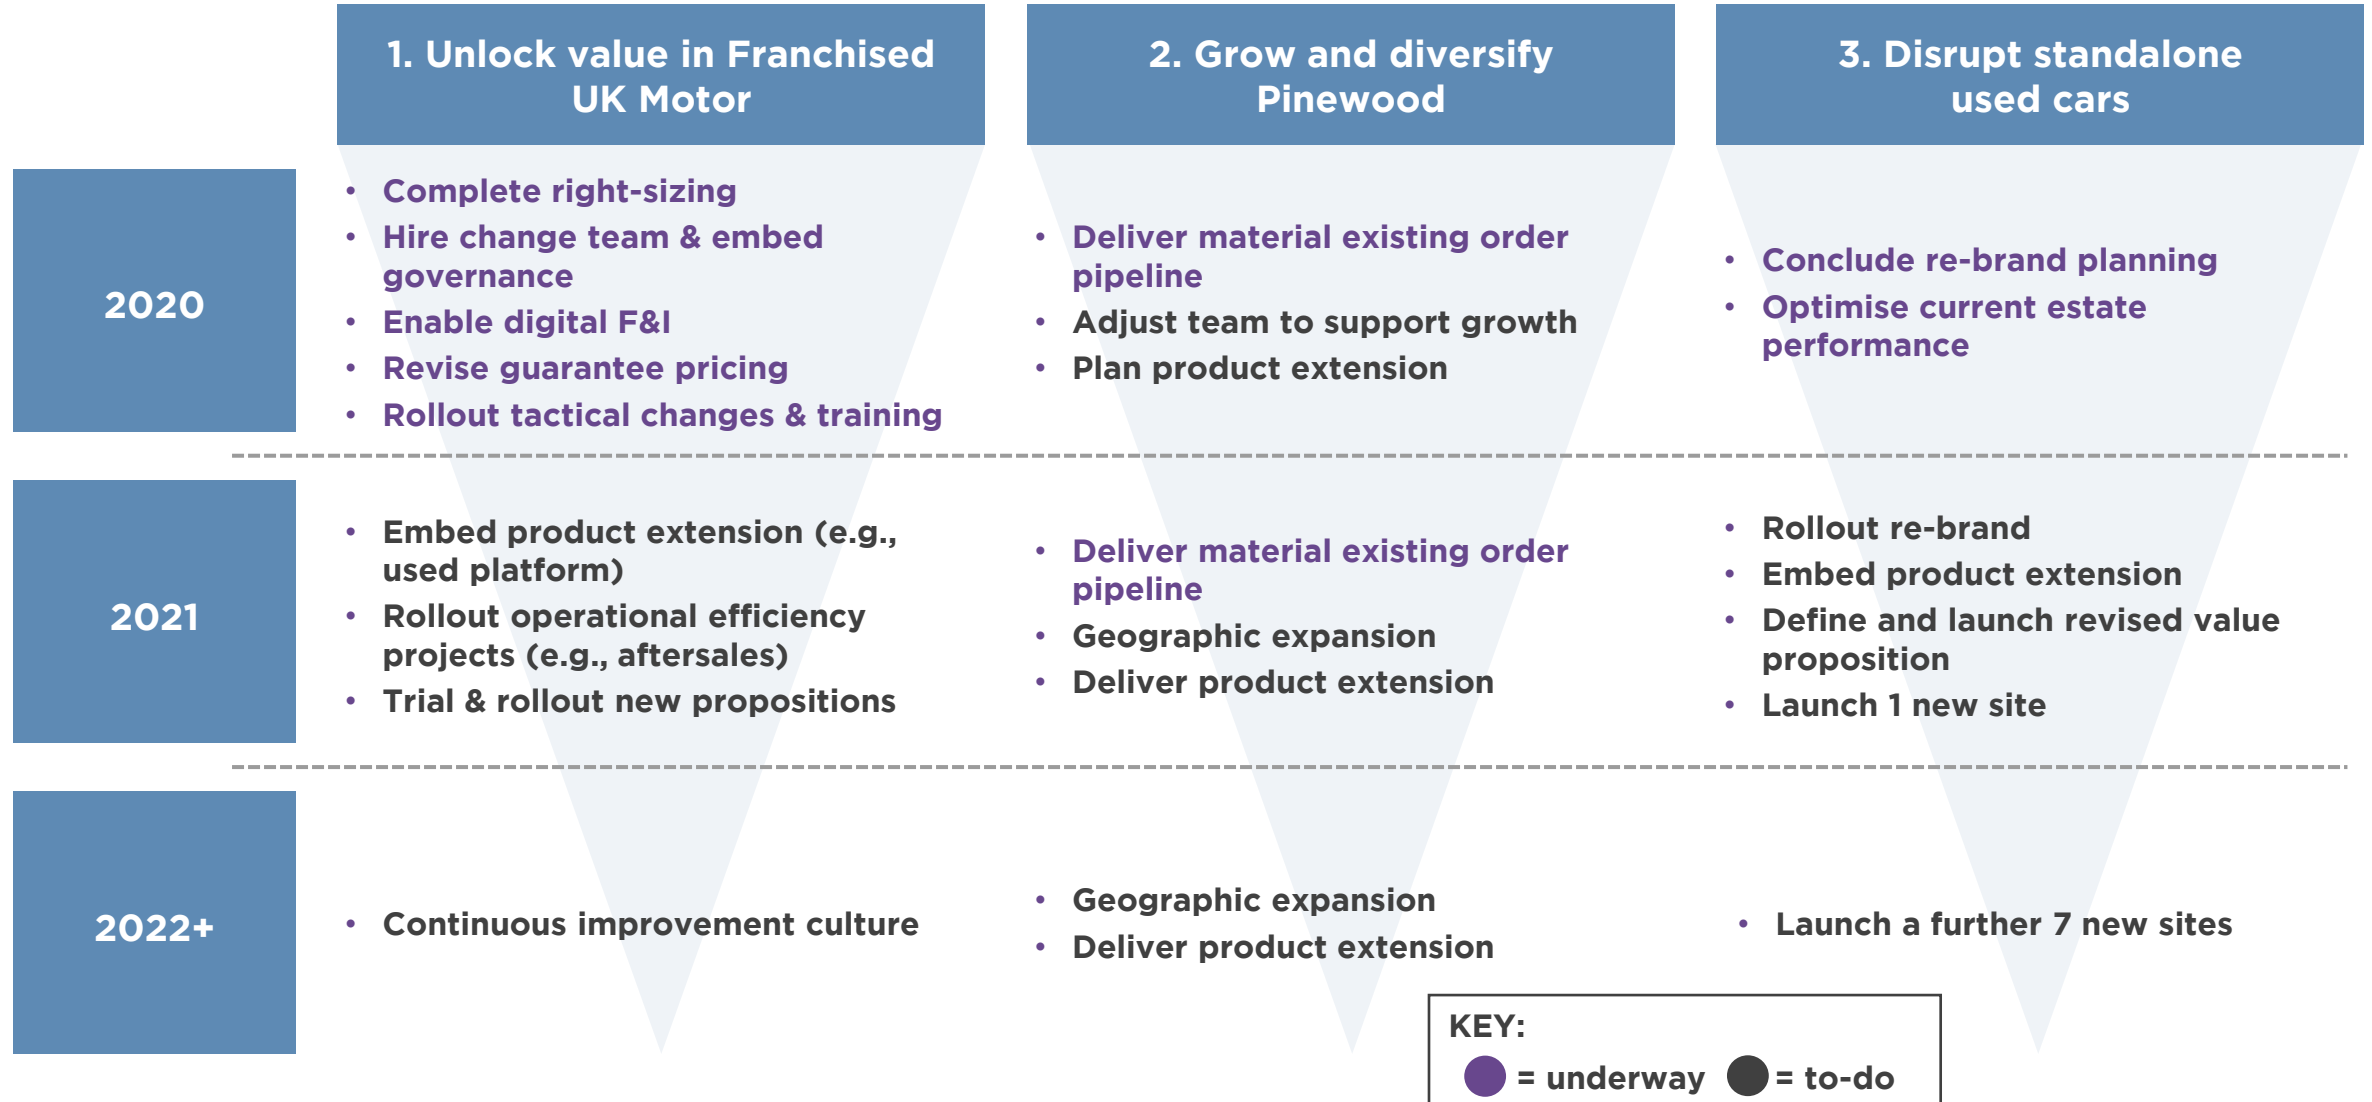 1. Unlock value in Franchised
UK Motor
2. Grow and diversify
Pinewood
3. Disrupt standalone
used cars
2020
• Complete right-sizing
• Hire change team & embed
governance
• Enable digital F&I
• Revise guarantee pricing
• Rollout tactical changes & training
• Deliver material existing order
pipeline
• Adjust team to support growth
• Plan product extension
• Conclude re-brand planning
• Optimise current estate
performance
2021
• Embed product extension (e.g.,
used platform)
• Rollout operational efficiency
projects (e.g., aftersales)
• Trial & rollout new propositions
• Deliver material existing order
pipeline
• Geographic expansion
• Deliver product extension
• Rollout re-brand
• Embed product extension
• Define and launch revised value
proposition
• Launch 1 new site
2022+
• Continuous improvement culture
• Geographic expansion
• Deliver product extension
• Launch a further 7 new sites
KEY:
= underway = to-do